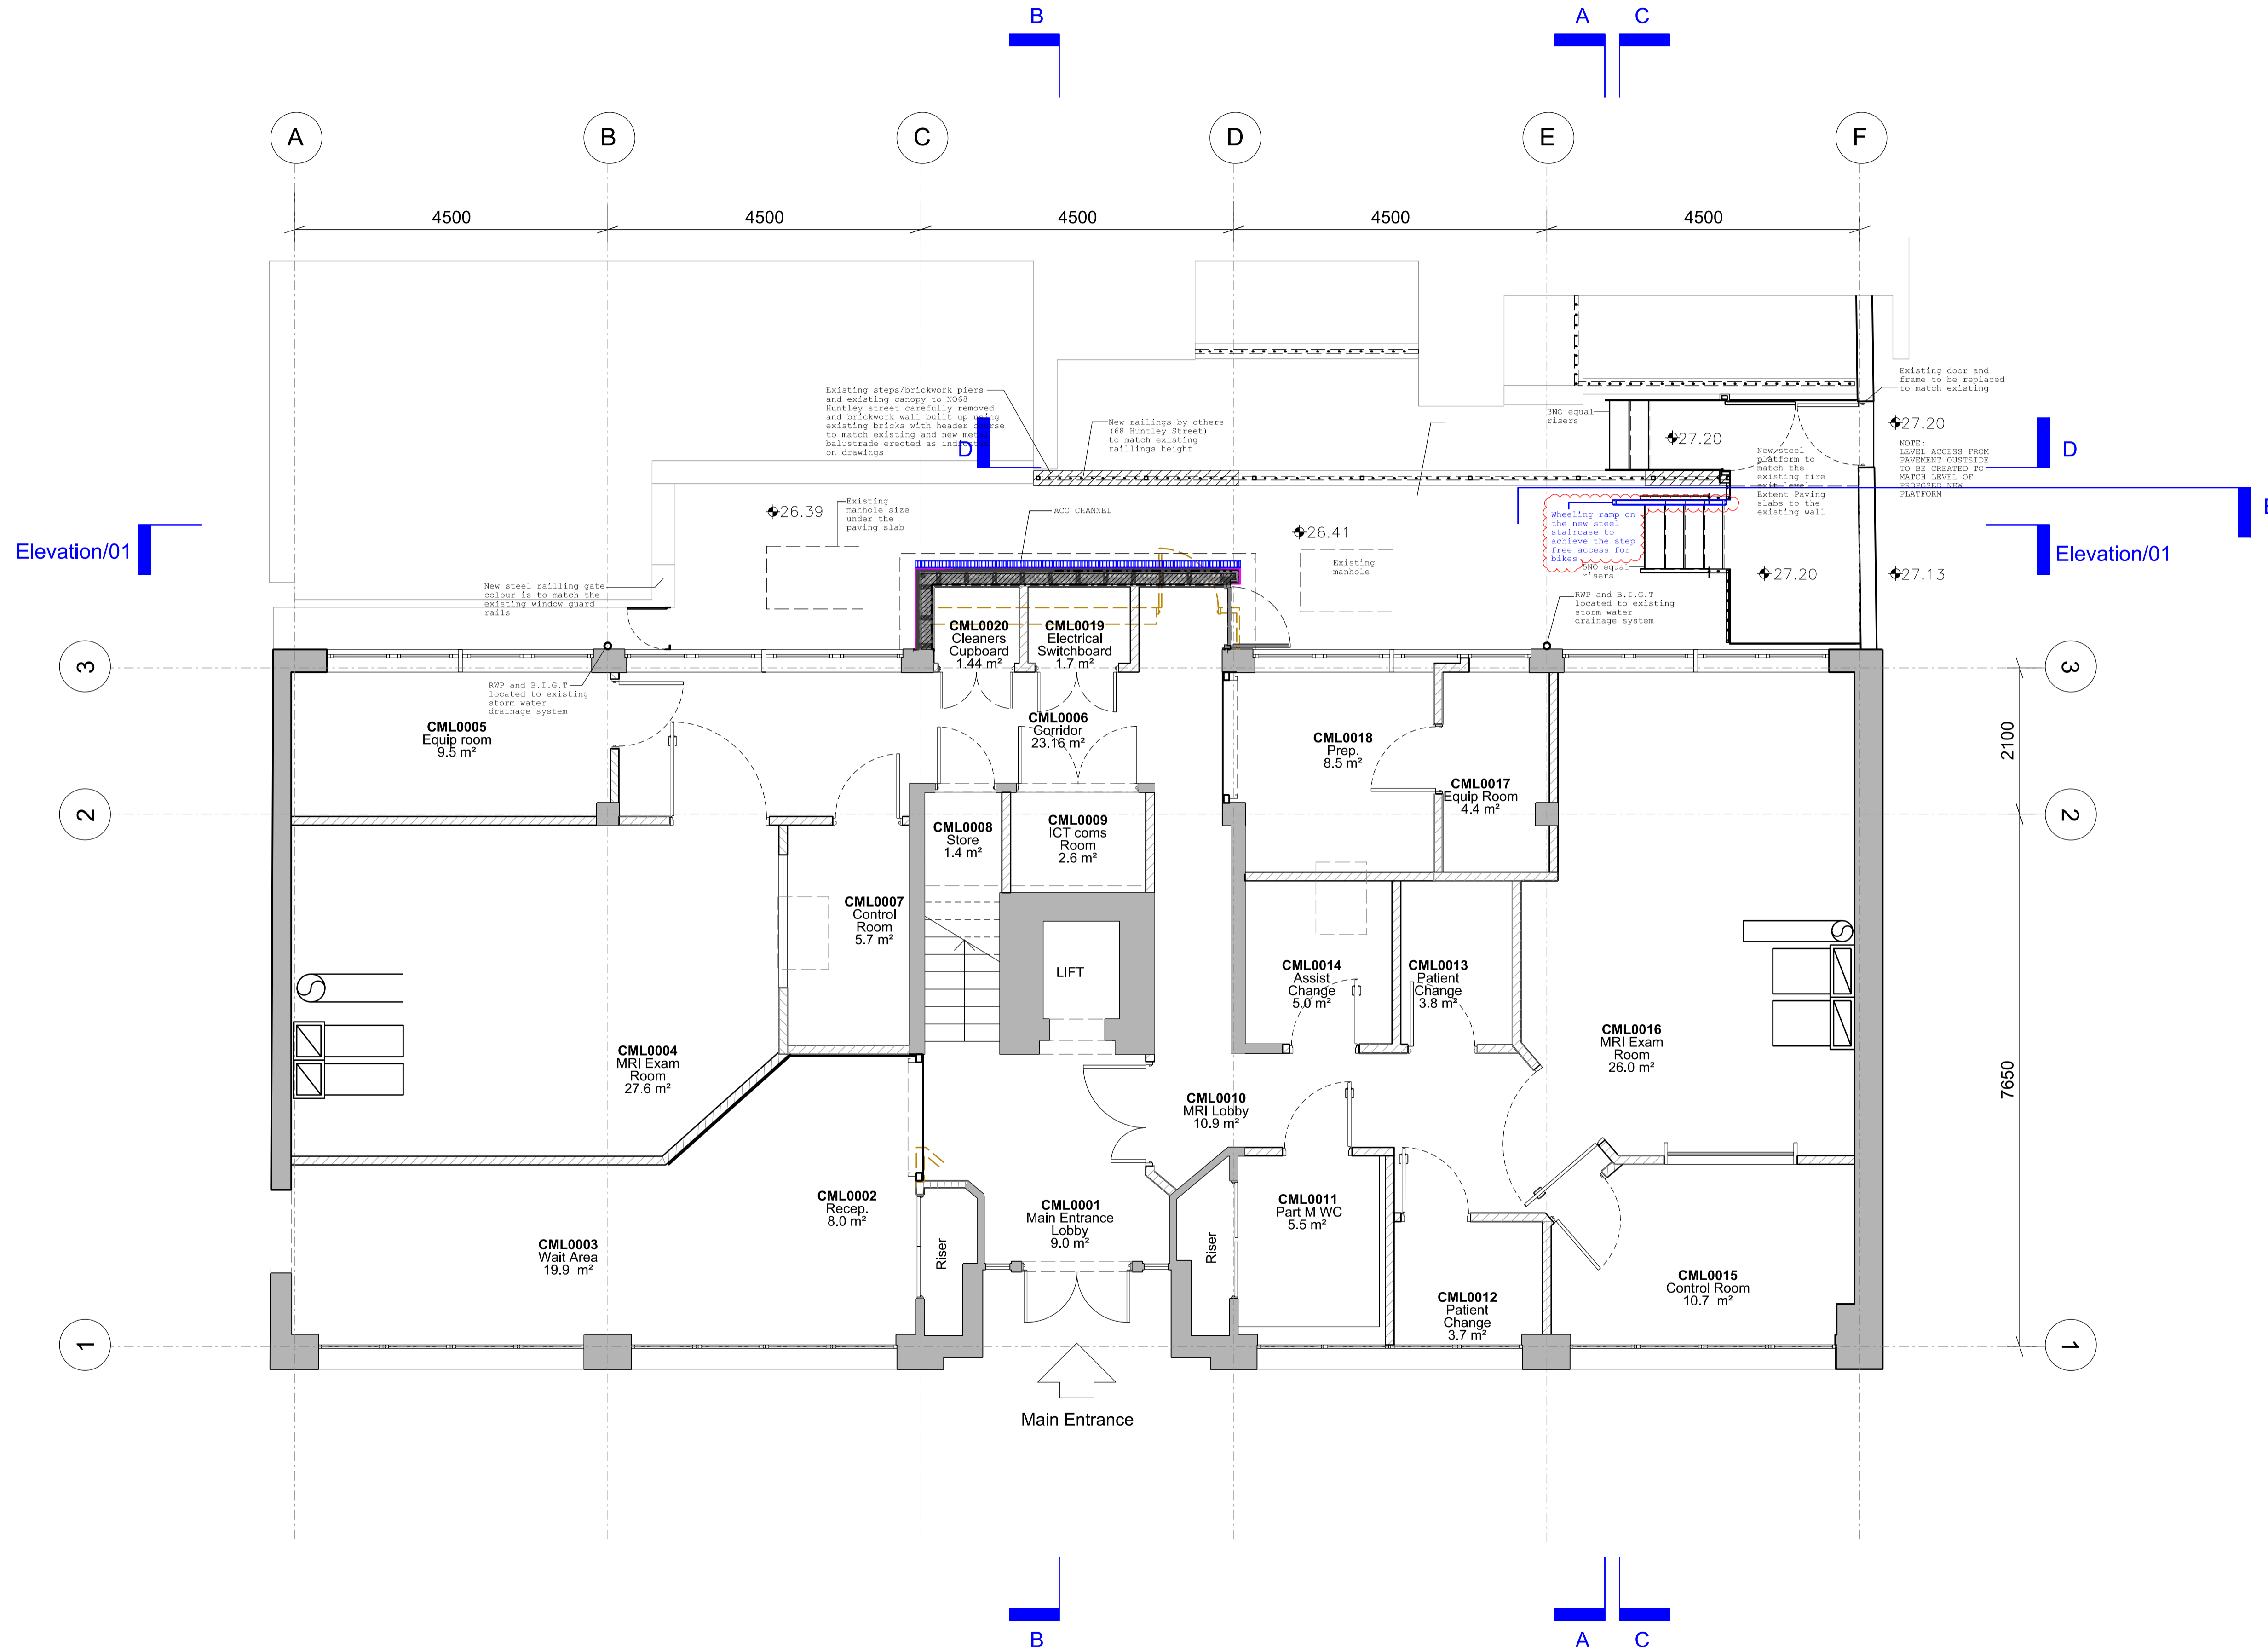 B
A
C
A
B
C
D
E
F
4500
4500
4500
4500
4500
Existing steps/brickwork piers
and existing canopy to NO68
Huntley street carefully removed
and brickwork wall built up using
existing bricks with header course
to match existing and new metal
balustrade erected as indicated
on drawings
New railings by others
(68 Huntley Street)
to match existing
raillings height
3NO equal
risers
Existing door and
frame to be replaced
to match existing
27.20
27.20
NOTE:
LEVEL ACCESS FROM
PAVEMENT OUSTSIDE
TO BE CREATED TO
MATCH LEVEL OF
PROPOSED NEW
PLATFORM
D
D
New steel
platform to
match the
existing fire
exit level
Extent Paving
slabs to the
existing wall
Existing
manhole size
under the
paving slab
26.39
ACO CHANNEL
26.41
Existing
manhole
Wheeling ramp on
the new steel
staircase to
achieve the step
free access for
bikes
5NO equal
risers
27.20
27.13
Elevation/01
Elevation/01
New steel railling gate
colour is to match the
existing window guard
rails
RWP and B.I.G.T
located to existing
storm water
drainage system
RWP and B.I.G.T
located to existing
storm water
drainage system
3
3
CML0020
Cleaners
Cupboard
1.44 m²
CML0019
Electrical
Switchboard
1.7 m²
CML0005
Equip room
9.5 m²
CML0006
Corridor
23.16 m²
CML0018
Prep.
8.5 m²
CML0017
Equip Room
4.4 m²
2100
2
2
CML0008
Store
1.4 m²
CML0009
ICT coms
Room
2.6 m²
CML0007
Control
Room
5.7 m²
LIFT
CML0014
Assist
Change
5.0 m²
CML0013
Patient
Change
3.8 m²
CML0004
MRI Exam
Room
27.6 m²
CML0016
MRI Exam
Room
26.0 m²
7650
CML0010
MRI Lobby
10.9 m²
CML0002
Recep.
8.0 m²
CML0001
Main Entrance
Lobby
9.0 m²
CML0011
Part M WC
5.5 m²
CML0003
Wait Area
19.9 m²
Riser
Riser
CML0015
Control Room
10.7 m²
CML0012
Patient
Change
3.7 m²
1
1
Main Entrance
B
A
C